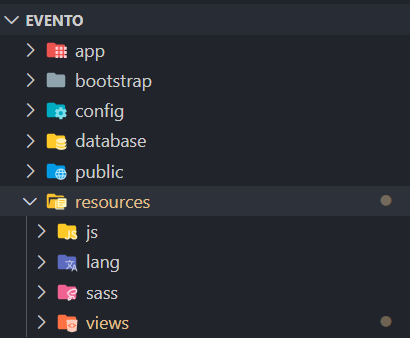 EVENTO
app
bootstrap
config
database
public
resources
js
lang
sass
views